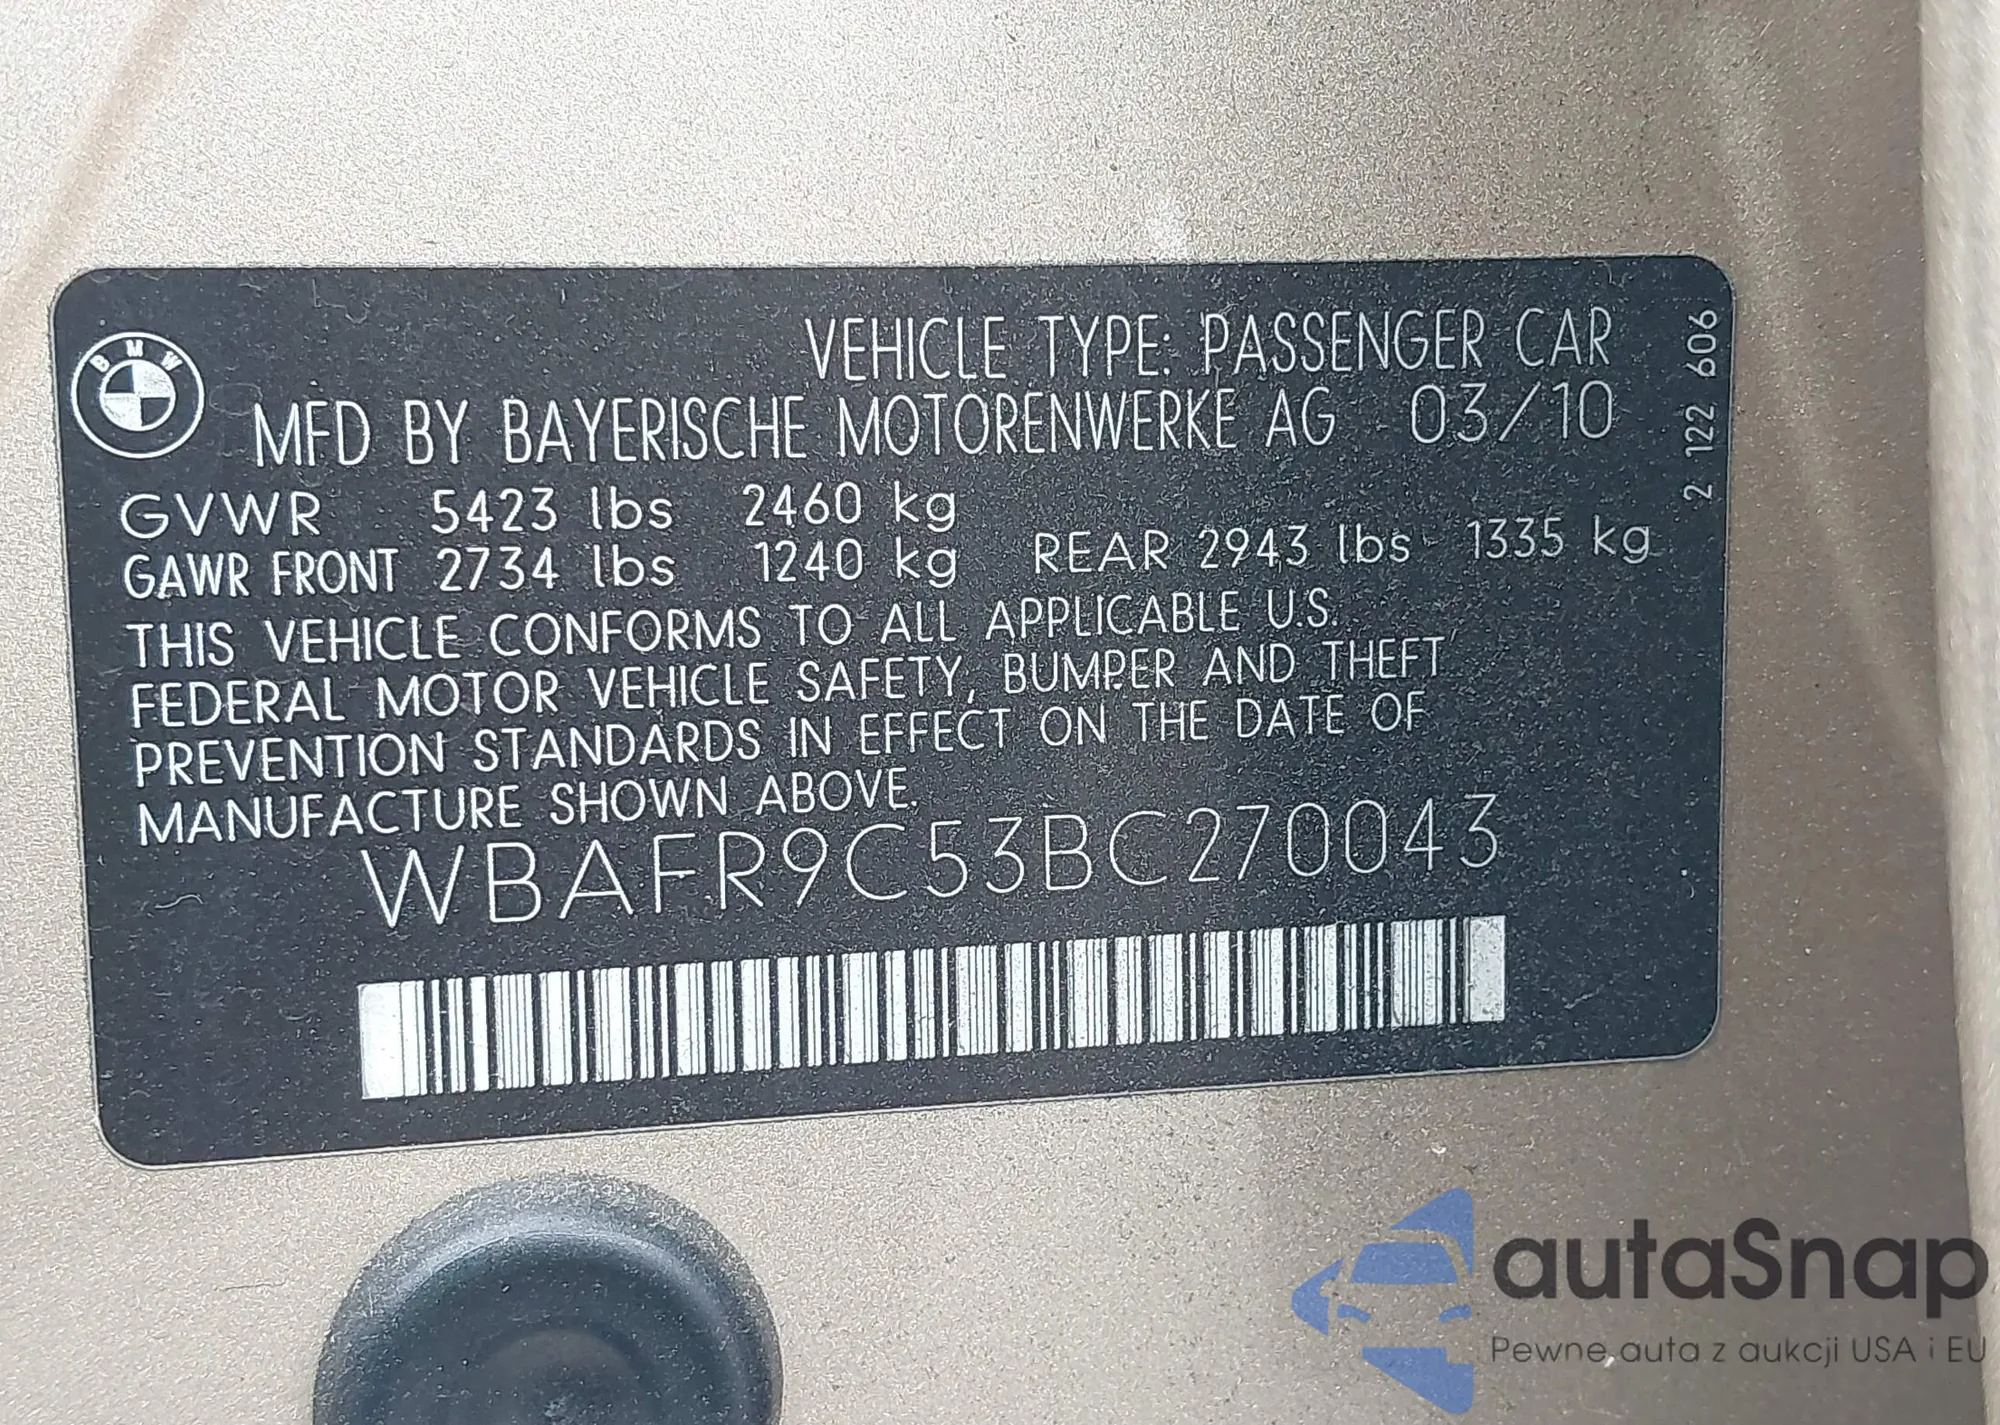 BMW
VEHICLE TYPE: PASSENGER CAR
MFD BY BAYERISCHE MOTORENWERKE AG 03/10
GVWR 5423 lbs 2460 kg
GAWR FRONT 2734 lbs 1240 kg REAR 2943 lbs 1335 kg
THIS VEHICLE CONFORMS TO ALL APPLICABLE U.S.
FEDERAL MOTOR VEHICLE SAFETY, BUMPER AND THEFT
PREVENTION STANDARDS IN EFFECT ON THE DATE OF
MANUFACTURE SHOWN ABOVE.
WBAFR9C53BC270043
2 122 606
autaSnap
Pewne auta z aukcji USA i EU